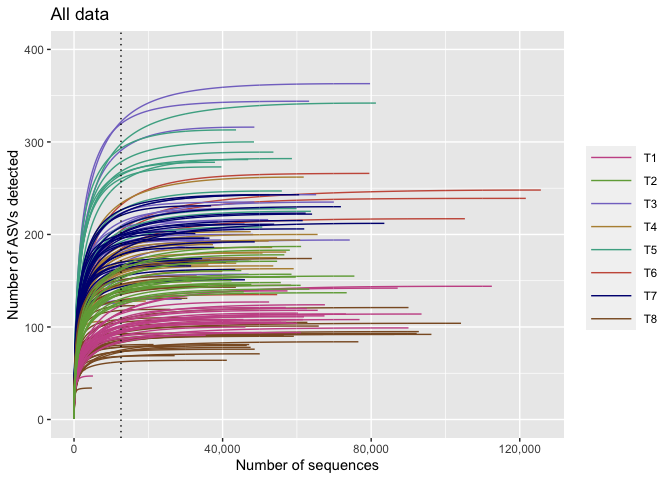 All data
400
300
200
100
0
Number of ASVs detected
0
40,000
80,000
120,000
Number of sequences
T1
T2
T3
T4
T5
T6
T7
T8